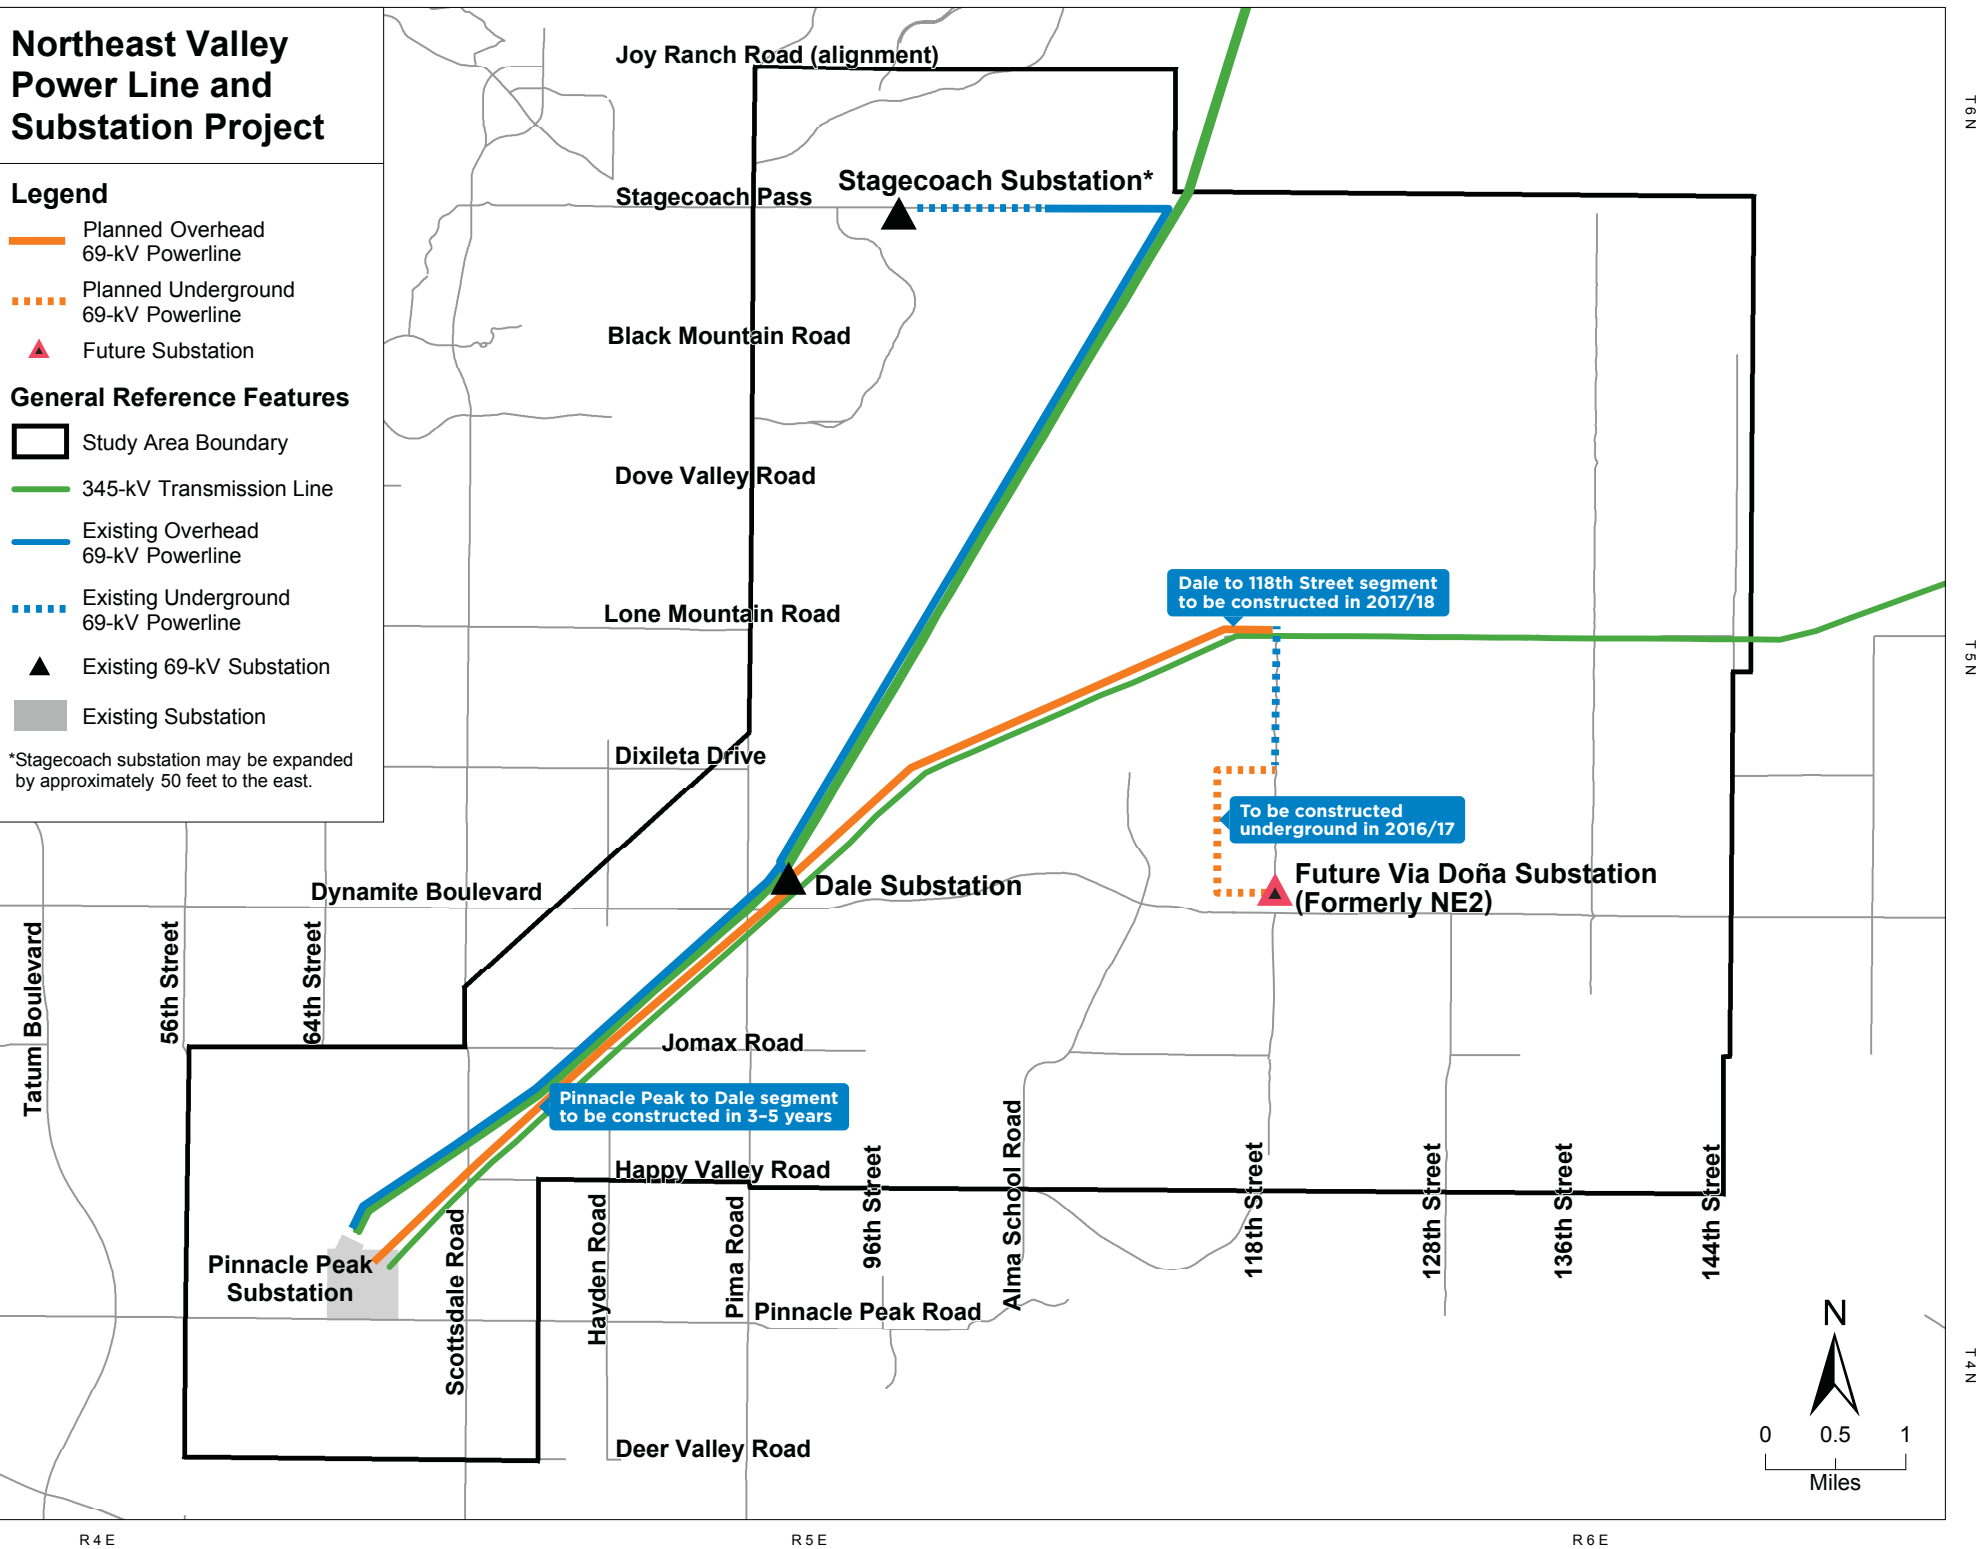 Northeast Valley
Power Line and
Substation Project
Legend
Planned Overhead
69-kV Powerline
Planned Underground
69-kV Powerline
Future Substation
General Reference Features
Study Area Boundary
345-kV Transmission Line
Existing Overhead
69-kV Powerline
Existing Underground
69-kV Powerline
Existing 69-kV Substation
Existing Substation
*Stagecoach substation may be expanded
by approximately 50 feet to the east.
Joy Ranch Road (alignment)
Stagecoach Substation*
Stagecoach Pass
Black Mountain Road
Dove Valley Road
Dale to 118th Street segment
to be constructed in 2017/18
Lone Mountain Road
Dixileta Drive
To be constructed
underground in 2016/17
Dynamite Boulevard
Dale Substation
Future Via Doña Substation
(Formerly NE2)
Tatum Boulevard
56th Street
64th Street
Jomax Road
Pinnacle Peak to Dale segment
to be constructed in 3–5 years
Happy Valley Road
Pinnacle Peak
Substation
Scottsdale Road
Hayden Road
Pima Road
96th Street
Alma School Road
118th Street
128th Street
136th Street
144th Street
Pinnacle Peak Road
Deer Valley Road
N
0 0.5 1
Miles
T 6 N
T 5 N
T 4 N
R 4 E
R 5 E
R 6 E